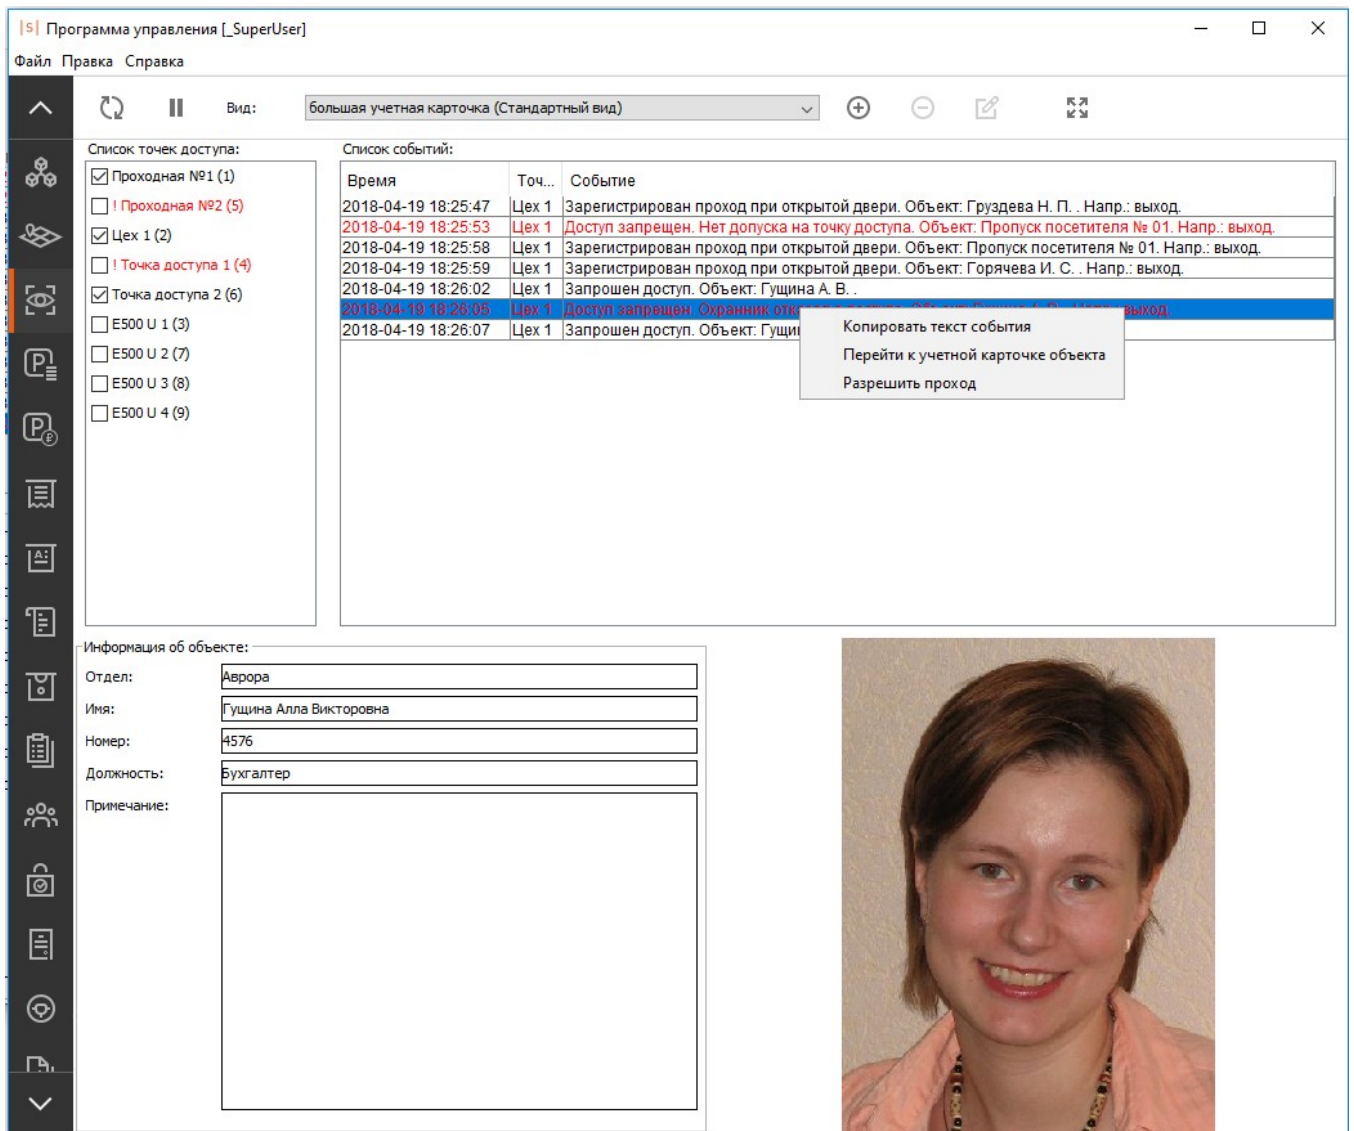 |S| Программа управления [_SuperUser]
Файл Правка Справка
Вид: большая учетная карточка (Стандартный вид)
Список точек доступа:
Проходная №1 (1)
! Проходная №2 (5)
Цех 1 (2)
! Точка доступа 1 (4)
Точка доступа 2 (6)
E500 U 1 (3)
E500 U 2 (7)
E500 U 3 (8)
E500 U 4 (9)
Список событий:
Время Точ... Событие
2018-04-19 18:25:47 Цех 1 Зарегистрирован проход при открытой двери. Объект: Груздева Н. П. . Напр.: выход.
2018-04-19 18:25:53 Цех 1 Доступ запрещен. Нет допуска на точку доступа. Объект: Пропуск посетителя № 01. Напр.: выход.
2018-04-19 18:25:58 Цех 1 Зарегистрирован проход при открытой двери. Объект: Пропуск посетителя № 01. Напр.: выход.
2018-04-19 18:25:59 Цех 1 Зарегистрирован проход при открытой двери. Объект: Горячева И. С. . Напр.: выход.
2018-04-19 18:26:02 Цех 1 Запрошен доступ. Объект: Гущина А. В. .
2018-04-19 18:26:05 Цех 1 Доступ запрещен. Охранник выход.
2018-04-19 18:26:07 Цех 1 Запрошен доступ. Объект:
Копировать текст события
Перейти к учетной карточке объекта
Разрешить проход
Информация об объекте:
Отдел: Аврора
Имя: Гущина Алла Викторовна
Номер: 4576
Должность: Бухгалтер
Примечание: